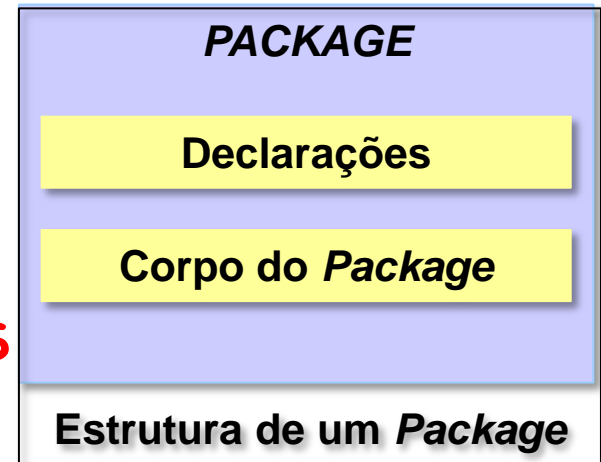 PACKAGE
Declarações
Corpo do Package
s
Estrutura de um Package